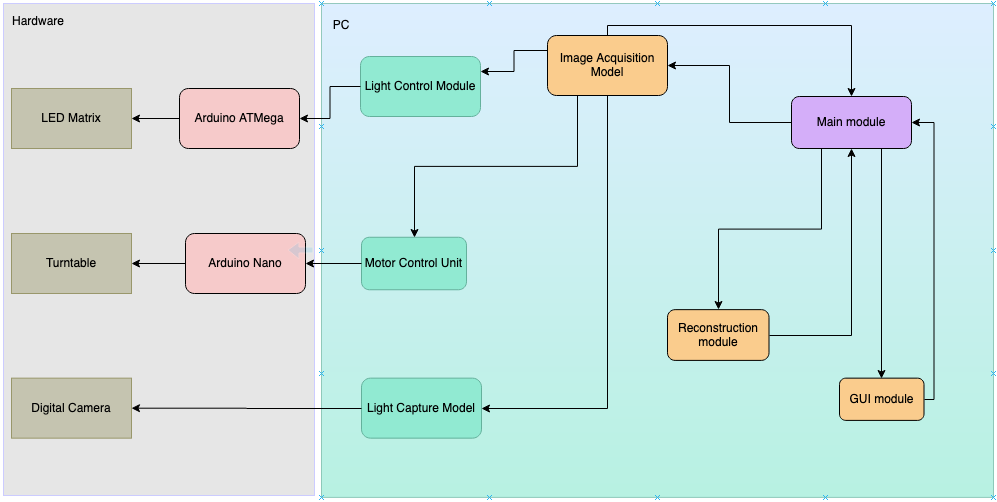 Hardware
PC
Image Acquisition
Model
Light Control Module
LED Matrix
Arduino ATMega
Main module
Turntable
Arduino Nano
Motor Control Unit
Reconstruction
module
Digital Camera
Light Capture Model
GUI module